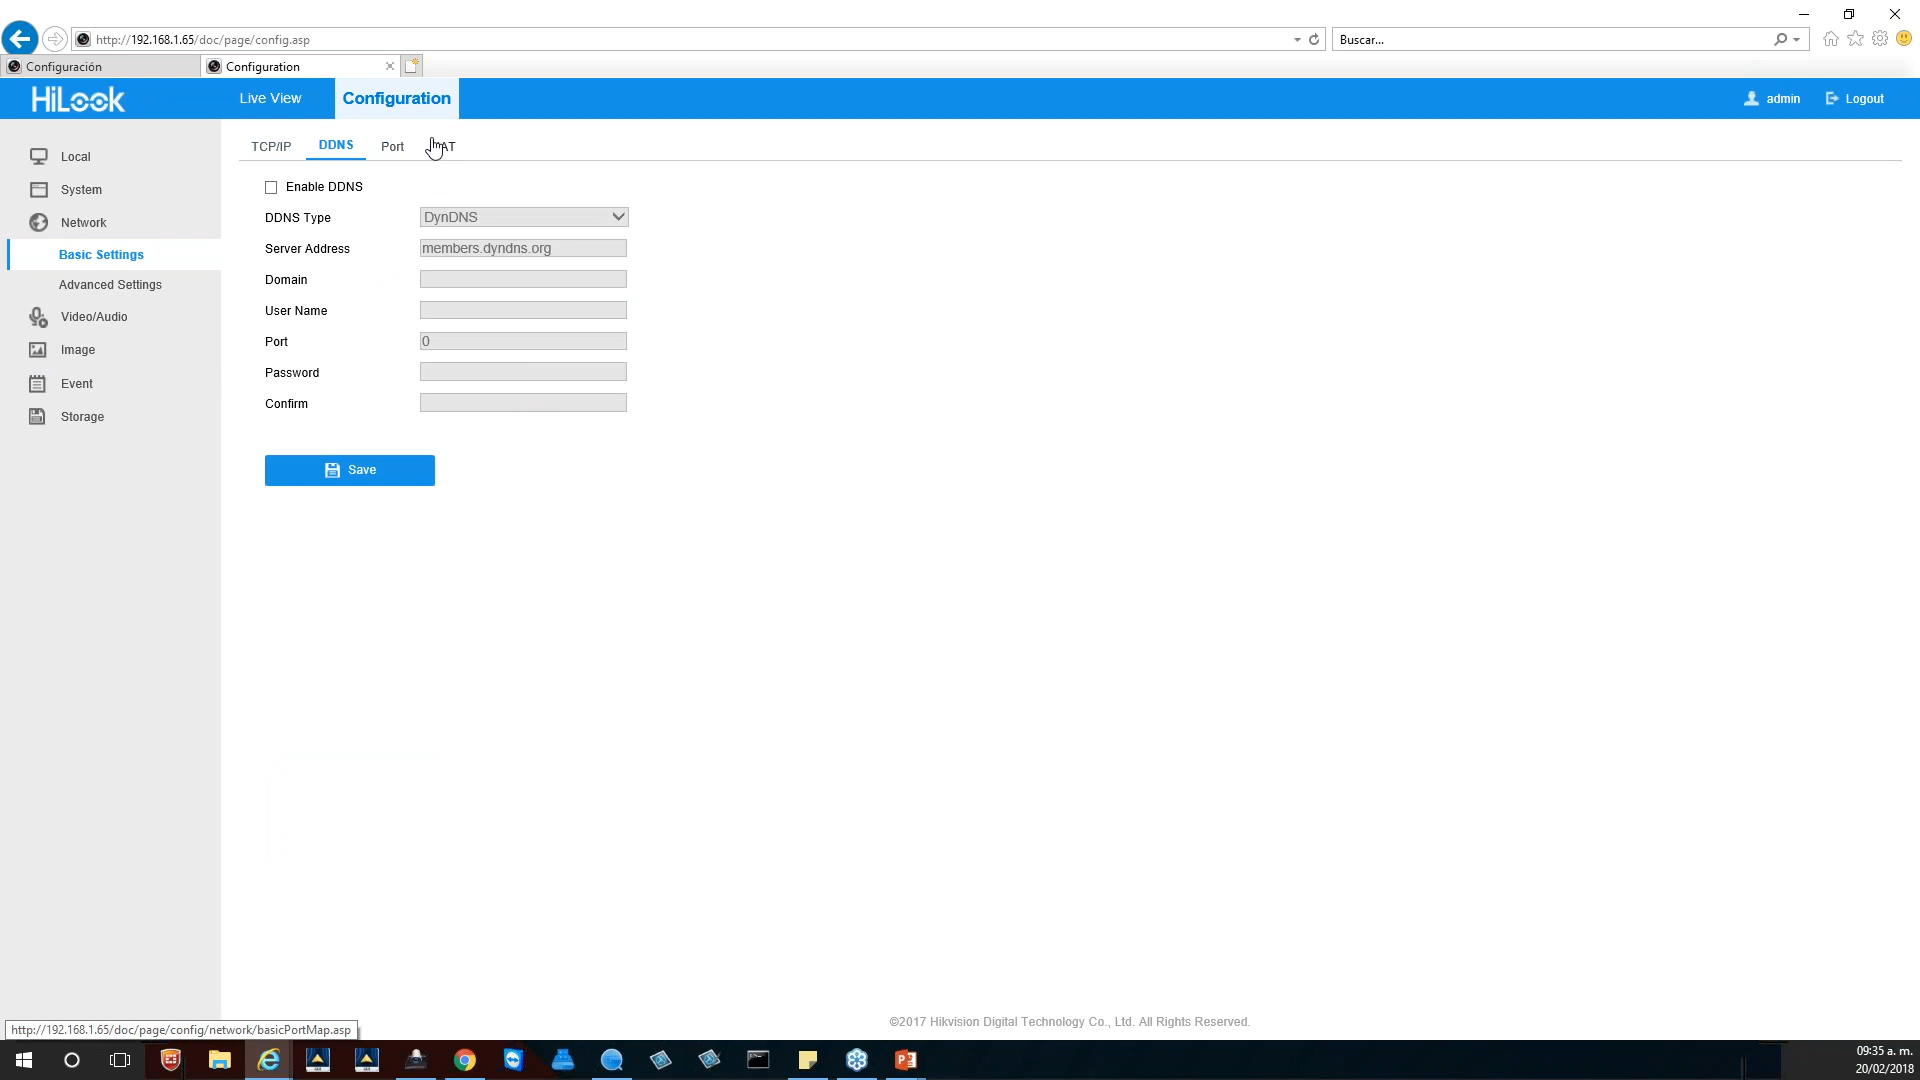 http://192.168.1.65/doc/page/config.asp
Buscar...
Configuración
Configuration
HiLook
Live View
Configuration
admin
Logout
TCP/IP
DDNS
Port
Local
System
Network
Basic Settings
Advanced Settings
Video/Audio
Image
Event
Storage
Enable DDNS
DDNS Type DynDNS
Server Address members.dyndns.org
Domain
User Name
Port 0
Password
Confirm
Save
©2017 Hikvision Digital Technology Co., Ltd. All Rights Reserved.
http://192.168.1.65/doc/page/config/network/basicPortMap.asp
09:35 a. m.
20/02/2018